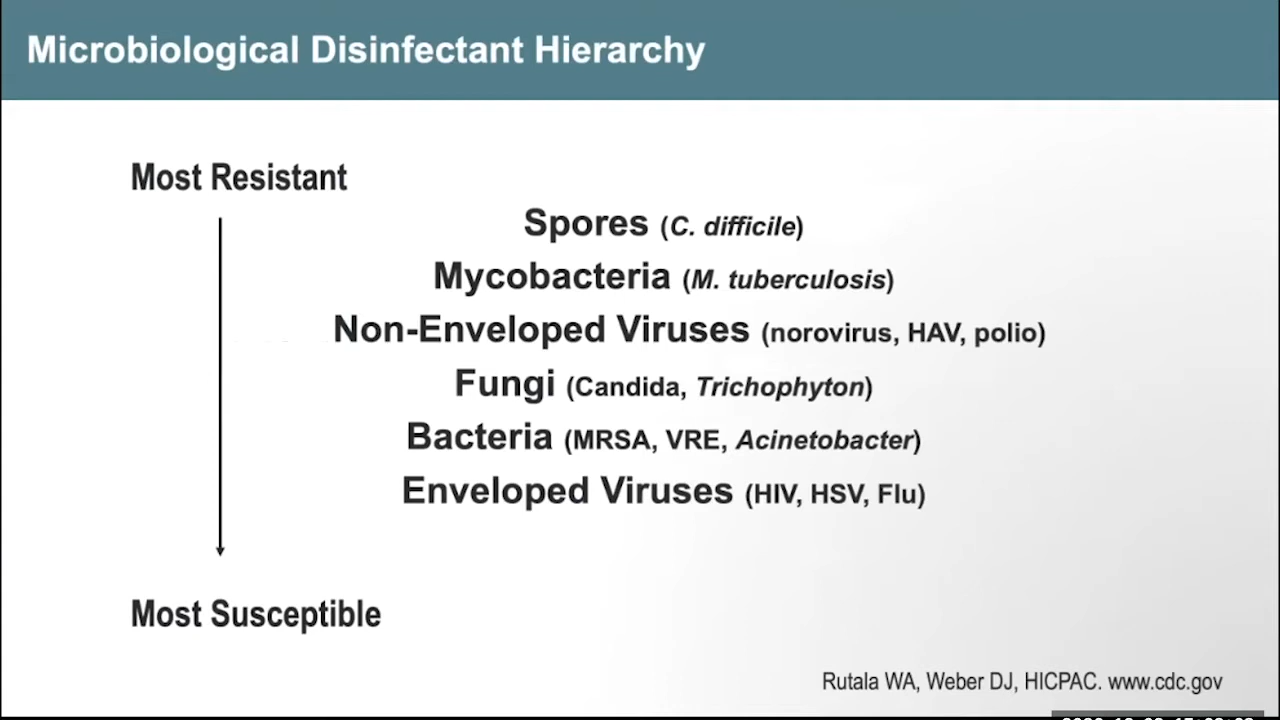 Microbiological Disinfectant Hierarchy
Most Resistant
Spores (C. difficile)
Mycobacteria (M. tuberculosis)
Non-Enveloped Viruses (norovirus, HAV, polio)
Fungi (Candida, Trichophyton)
Bacteria (MRSA, VRE, Acinetobacter)
Enveloped Viruses (HIV, HSV, Flu)
Most Susceptible
Rutala WA, Weber DJ, HICPAC. www.cdc.gov